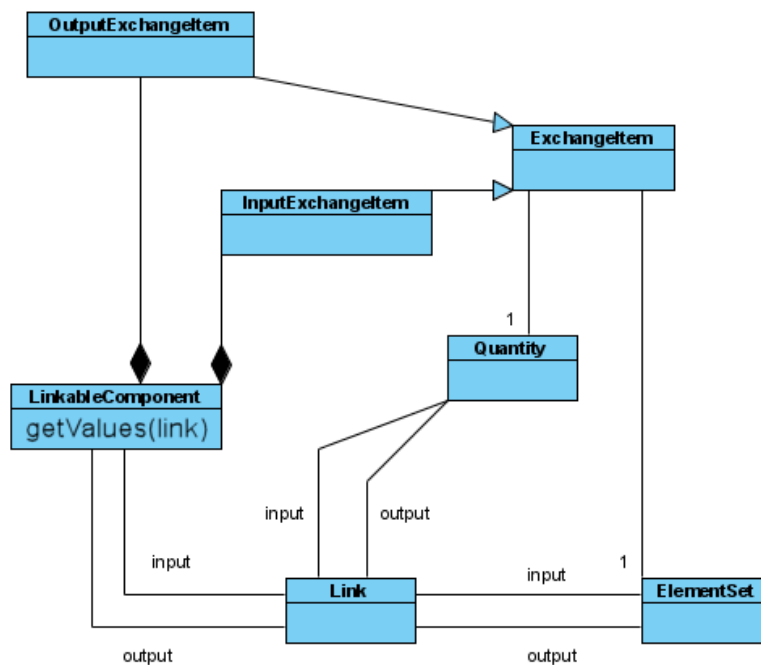 OutputExchangeItem
ExchangeItem
InputExchangeItem
1
Quantity
LinkableComponent
getValues(link)
input
output
input
input
1
Link
ElementSet
output
output